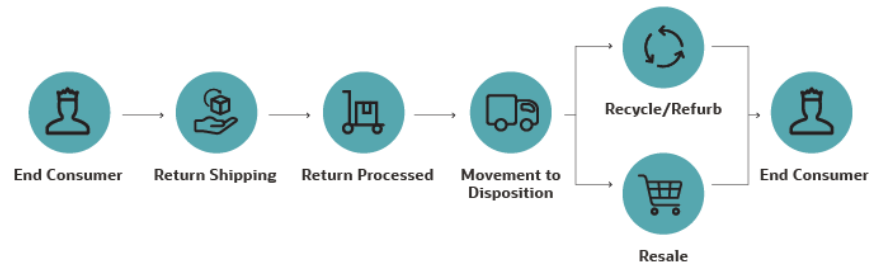 End Consumer
Return Shipping
Return Processed
Movement to
Disposition
Recycle/Refurb
Resale
End Consumer